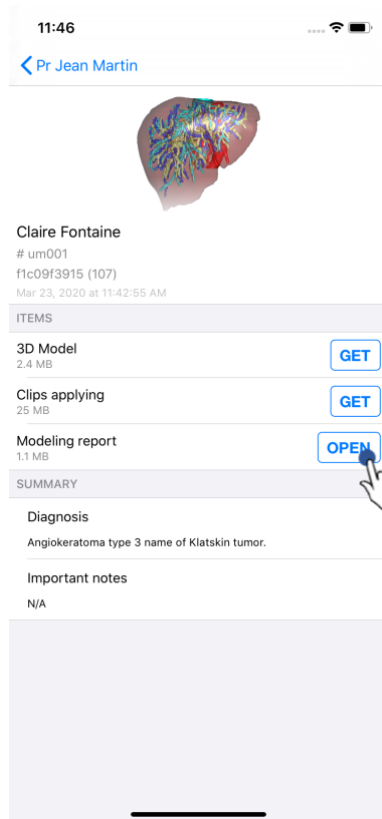 11:46
Pr Jean Martin
Claire Fontaine
# um001
f1c09f3915 (107)
Mar 23, 2020 at 11:42:55 AM
ITEMS
3D Model
GET
2.4 MB
Clips applying
GET
25 MB
Modeling report
OPEN
1.1 MB
SUMMARY
Diagnosis
Angiokeratoma type 3 name of Klatskin tumor.
Important notes
N/A